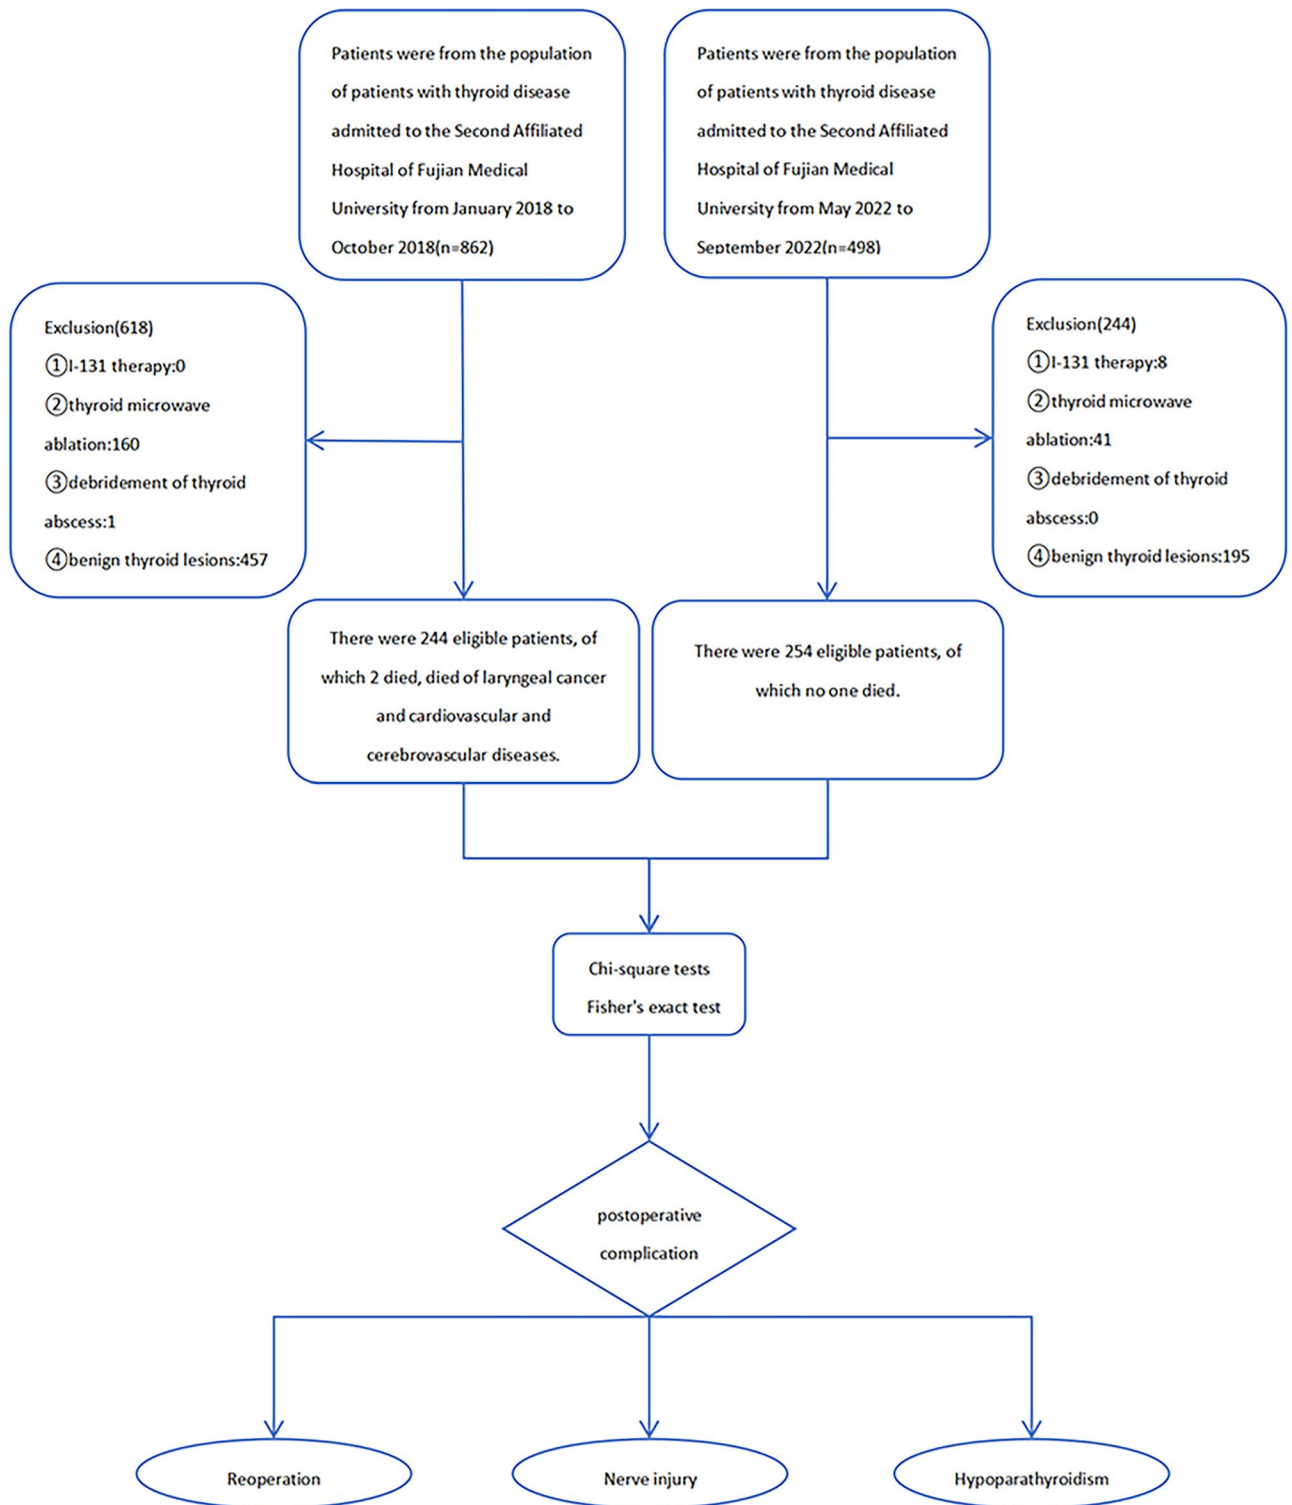 Patients were from the population
of patients with thyroid disease
admitted to the Second Affiliated
Hospital of Fujian Medical
University from January 2018 to
October 2018(n=862)
Patients were from the population
of patients with thyroid disease
admitted to the Second Affiliated
Hospital of Fujian Medical
University from May 2022 to
September 2022(n=498)
Exclusion(618)
①I-131 therapy:0
②thyroid microwave
ablation:160
③debridement of thyroid
abscess:1
④benign thyroid lesions:457
Exclusion(244)
①I-131 therapy:8
②thyroid microwave
ablation:41
③debridement of thyroid
abscess:0
④benign thyroid lesions:195
There were 244 eligible patients, of
which 2 died, died of laryngeal cancer
and cardiovascular and
cerebrovascular diseases.
There were 254 eligible patients, of
which no one died.
Chi-square tests
Fisher's exact test
postoperative
complication
Reoperation
Nerve injury
Hypoparathyroidism